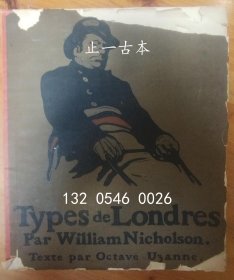 止一古本
132 0546 0026
Types de Londres
Par William Nicholson.
Texte par Octave Uzanne.